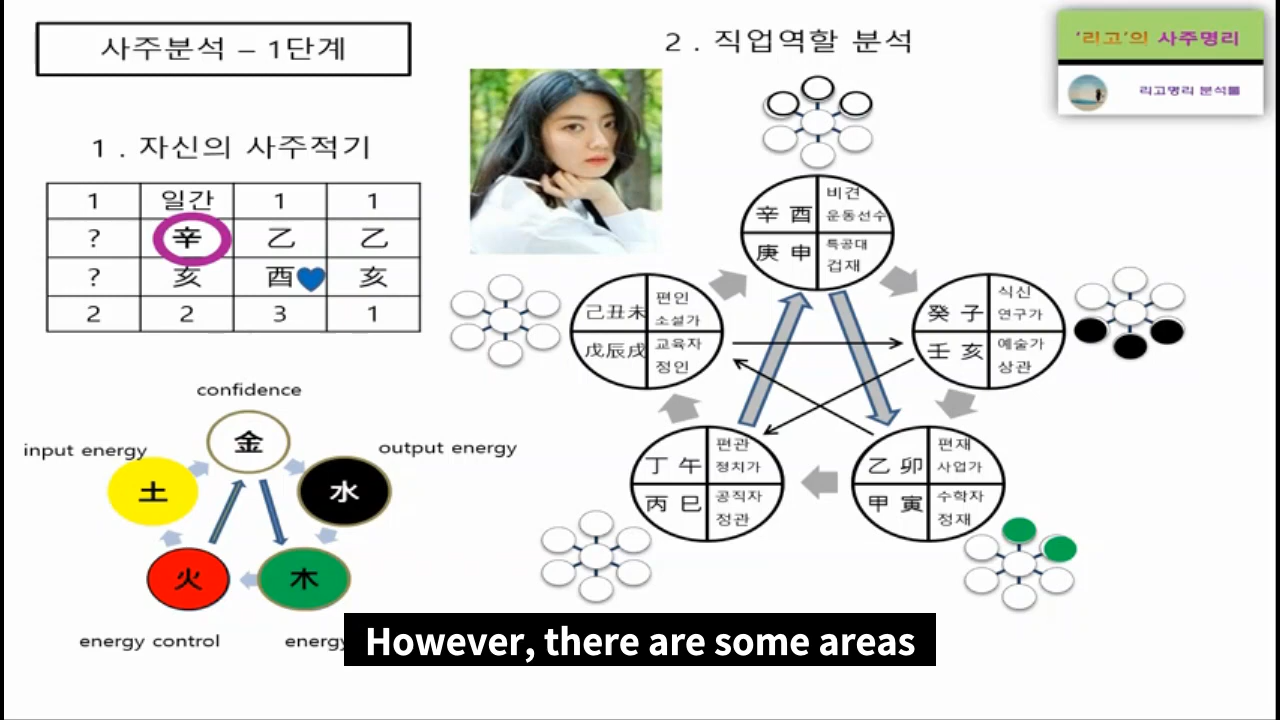 사주분석 – 1단계
2 . 직업역할 분석
'리고'의 사주명리
리고명리 분석틀
1 . 자신의 사주적기
1 일간 1 1
? 辛 乙 乙
? 亥 酉 亥
2 2 3 1
confidence
金
input energy
output energy
土
水
火
木
energy control
energy
辛 酉 비견
운동선수
庚 申 특공대
겁재
己丑未 편인
소설가
戊辰戌 교육자
정인
癸 子 식신
연구가
壬 亥 예술가
상관
丁 午 편관
정치가
丙 巳 공직자
정관
乙 卯 편재
사업가
甲 寅 수학자
정재
However, there are some areas